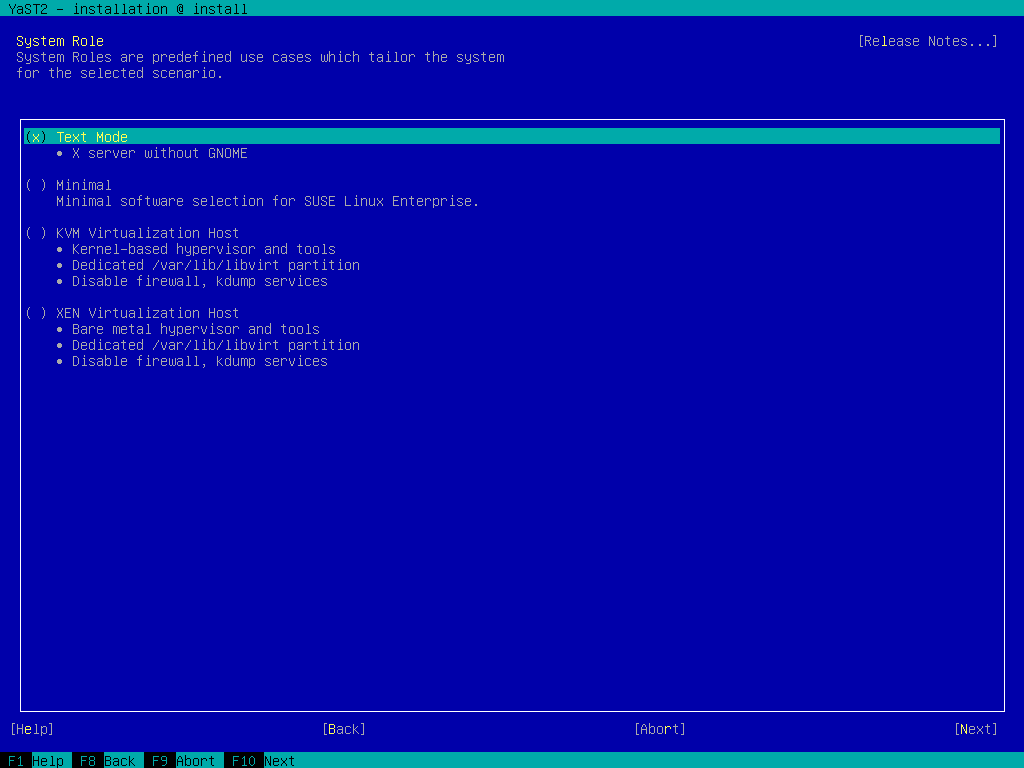 YaST2 - installation @ install
System Role [Release Notes...]
System Roles are predefined use cases which tailor the system
for the selected scenario.
(x) Text Mode
• X server without GNOME
( ) Minimal
Minimal software selection for SUSE Linux Enterprise.
( ) KVM Virtualization Host
• Kernel-based hypervisor and tools
• Dedicated /var/lib/libvirt partition
• Disable firewall, kdump services
( ) XEN Virtualization Host
• Bare metal hypervisor and tools
• Dedicated /var/lib/libvirt partition
• Disable firewall, kdump services
[Help] [Back] [Abort] [Next]
F1 Help F8 Back F9 Abort F10 Next